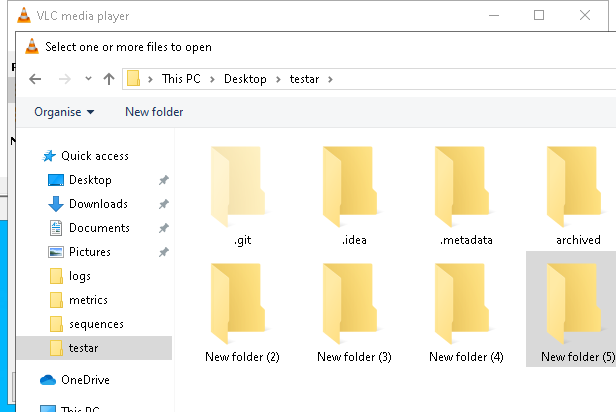 VLC media player
Select one or more files to open
This PC > Desktop > testar >
Organise New folder
Quick access
Desktop
Downloads
Documents
Pictures
logs
metrics
sequences
testar
OneDrive
This PC
.git .idea .metadata archived
New folder (2) New folder (3) New folder (4) New folder (5)